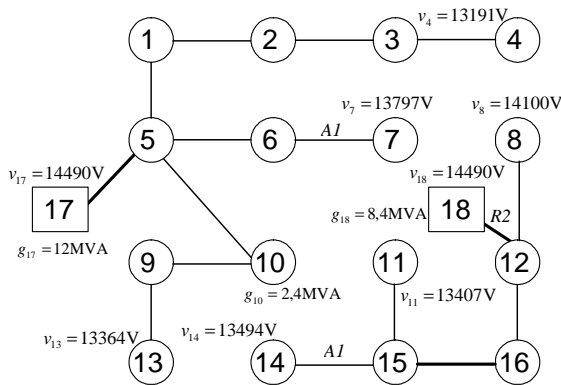 v4 = 13191V
1 2 3 4
v7 = 13797V v8 = 14100V
5 6 A1 7 8
v17 = 14490V v18 = 14490V
17 g18 = 8,4MVA 18 R2
g17 = 12MVA
9 10 11 12
g10 = 2,4MVA v11 = 13407V
v13 = 13364V v14 = 13494V
13 14 A1 15 16